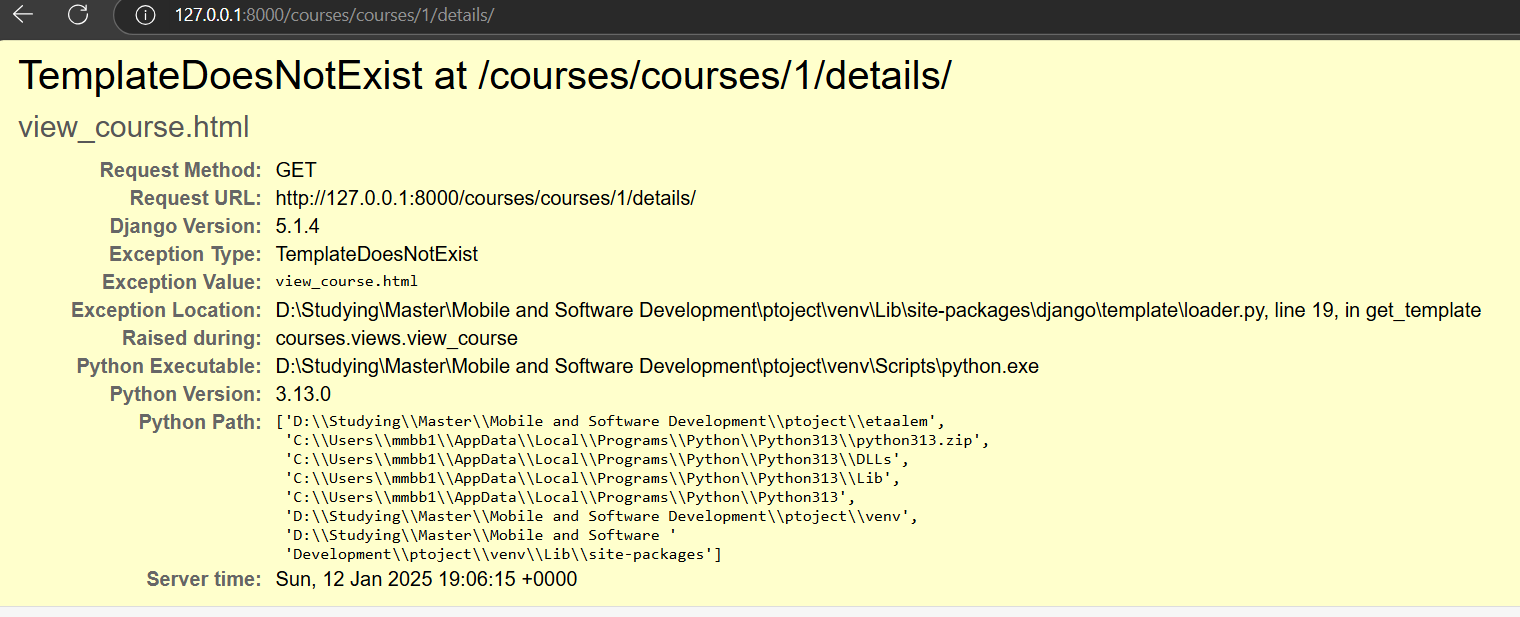 127.0.0.1:8000/courses/courses/1/details/
TemplateDoesNotExist at /courses/courses/1/details/
view_course.html
Request Method: GET
Request URL: http://127.0.0.1:8000/courses/courses/1/details/
Django Version: 5.1.4
Exception Type: TemplateDoesNotExist
Exception Value: view_course.html
Exception Location: D:\Studying\Master\Mobile and Software Development\ptoject\venv\Lib\site-packages\django\template\loader.py, line 19, in get_template
Raised during: courses.views.view_course
Python Executable: D:\Studying\Master\Mobile and Software Development\ptoject\venv\Scripts\python.exe
Python Version: 3.13.0
Python Path: ['D:\\Studying\\Master\\Mobile and Software Development\\ptoject\\etaalem',
'C:\\Users\\mmbb1\\AppData\\Local\\Programs\\Python\\Python313\\python313.zip',
'C:\\Users\\mmbb1\\AppData\\Local\\Programs\\Python\\Python313\\DLLs',
'C:\\Users\\mmbb1\\AppData\\Local\\Programs\\Python\\Python313\\Lib',
'C:\\Users\\mmbb1\\AppData\\Local\\Programs\\Python\\Python313',
'D:\\Studying\\Master\\Mobile and Software Development\\ptoject\\venv',
'D:\\Studying\\Master\\Mobile and Software '
'Development\\ptoject\\venv\\Lib\\site-packages']
Server time: Sun, 12 Jan 2025 19:06:15 +0000